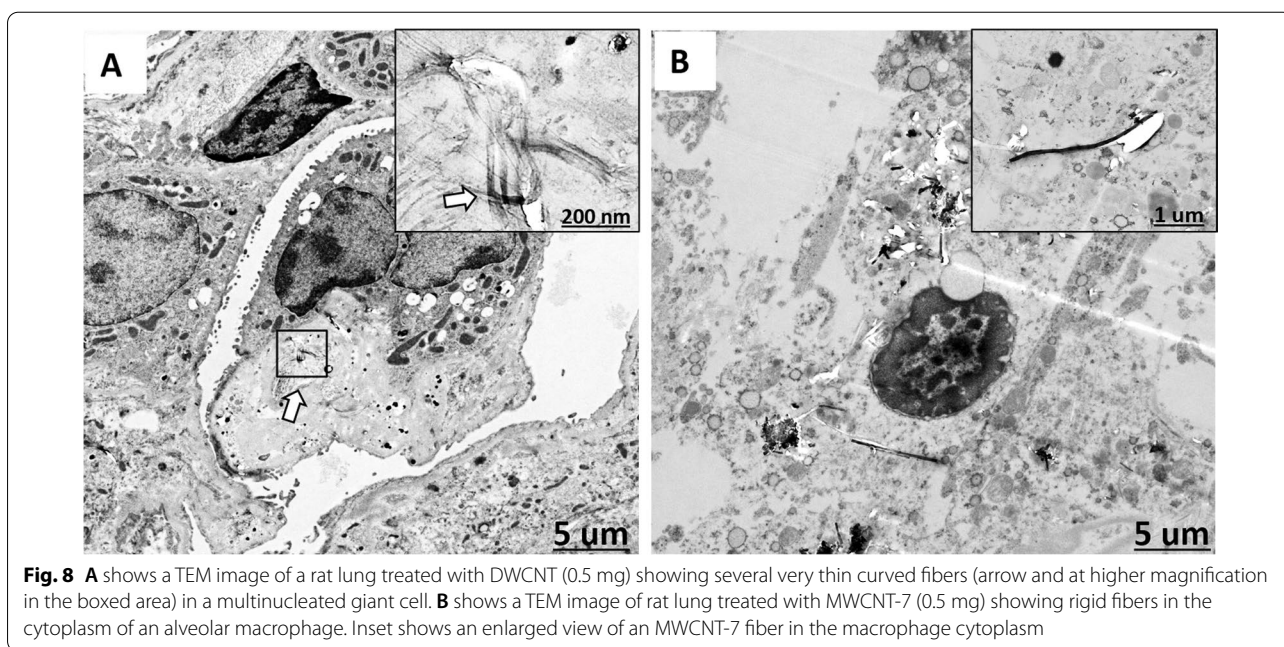 A
200 nm
5 um
B
1 um
5 um
Fig. 8 A shows a TEM image of a rat lung treated with DWCNT (0.5 mg) showing several very thin curved fibers (arrow and at higher magnification
in the boxed area) in a multinucleated giant cell. B shows a TEM image of rat lung treated with MWCNT-7 (0.5 mg) showing rigid fibers in the
cytoplasm of an alveolar macrophage. Inset shows an enlarged view of an MWCNT-7 fiber in the macrophage cytoplasm